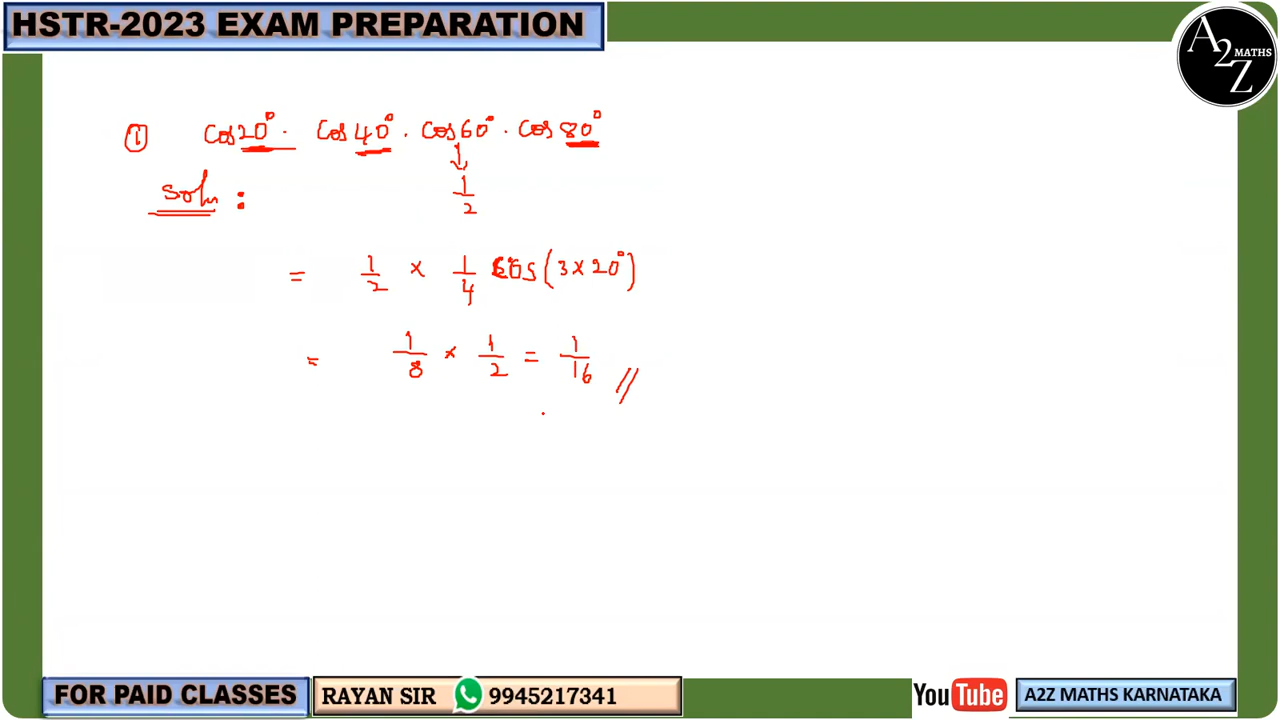 HSTR-2023 EXAM PREPARATION
A2Z MATHS
① Cos20° · Cos40° · Cos60° · Cos80°
↓
Soln : 1/2
= 1/2 × 1/4 Cos(3×20°)
= 1/8 × 1/2 = 1/16 //
FOR PAID CLASSES RAYAN SIR 9945217341 YouTube A2Z MATHS KARNATAKA